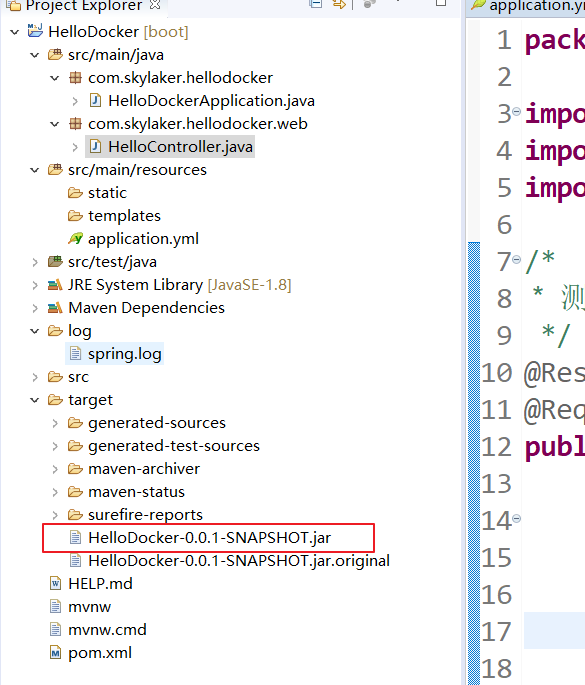 Project Explorer
application.y
HelloDocker [boot]
src/main/java
com.skylaker.hellodocker
HelloDockerApplication.java
com.skylaker.hellodocker.web
HelloController.java
src/main/resources
static
templates
application.yml
src/test/java
JRE System Library [JavaSE-1.8]
Maven Dependencies
log
spring.log
src
target
generated-sources
generated-test-sources
maven-archiver
maven-status
surefire-reports
HelloDocker-0.0.1-SNAPSHOT.jar
HelloDocker-0.0.1-SNAPSHOT.jar.original
HELP.md
mvnw
mvnw.cmd
pom.xml
1 pack
2
3 impo
4 impo
5 impo
6
7 /*
8 * 测
9 */
10 @Res
11 @Req
12 publ
13
14
15
16
17
18